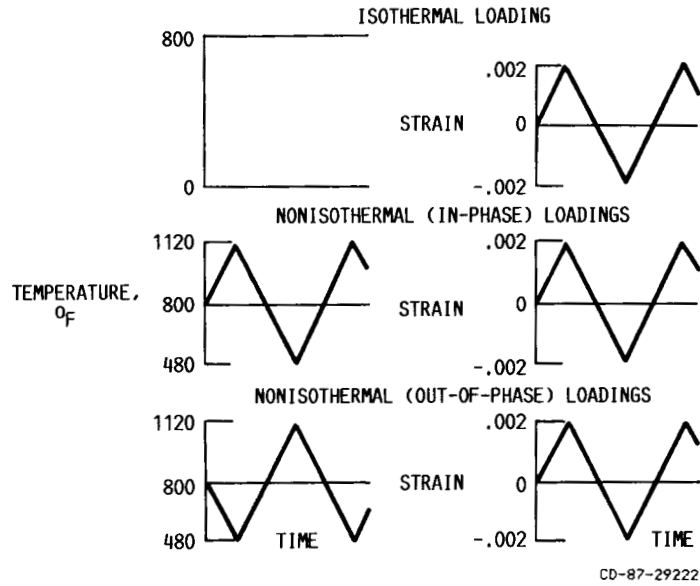 ISOTHERMAL LOADING
800
0
STRAIN
.002
0
-.002
NONISOTHERMAL (IN-PHASE) LOADINGS
TEMPERATURE,
OF
1120
800
480
STRAIN
.002
0
-.002
NONISOTHERMAL (OUT-OF-PHASE) LOADINGS
1120
800
480
TIME
STRAIN
.002
0
-.002
TIME
CD-87-29222